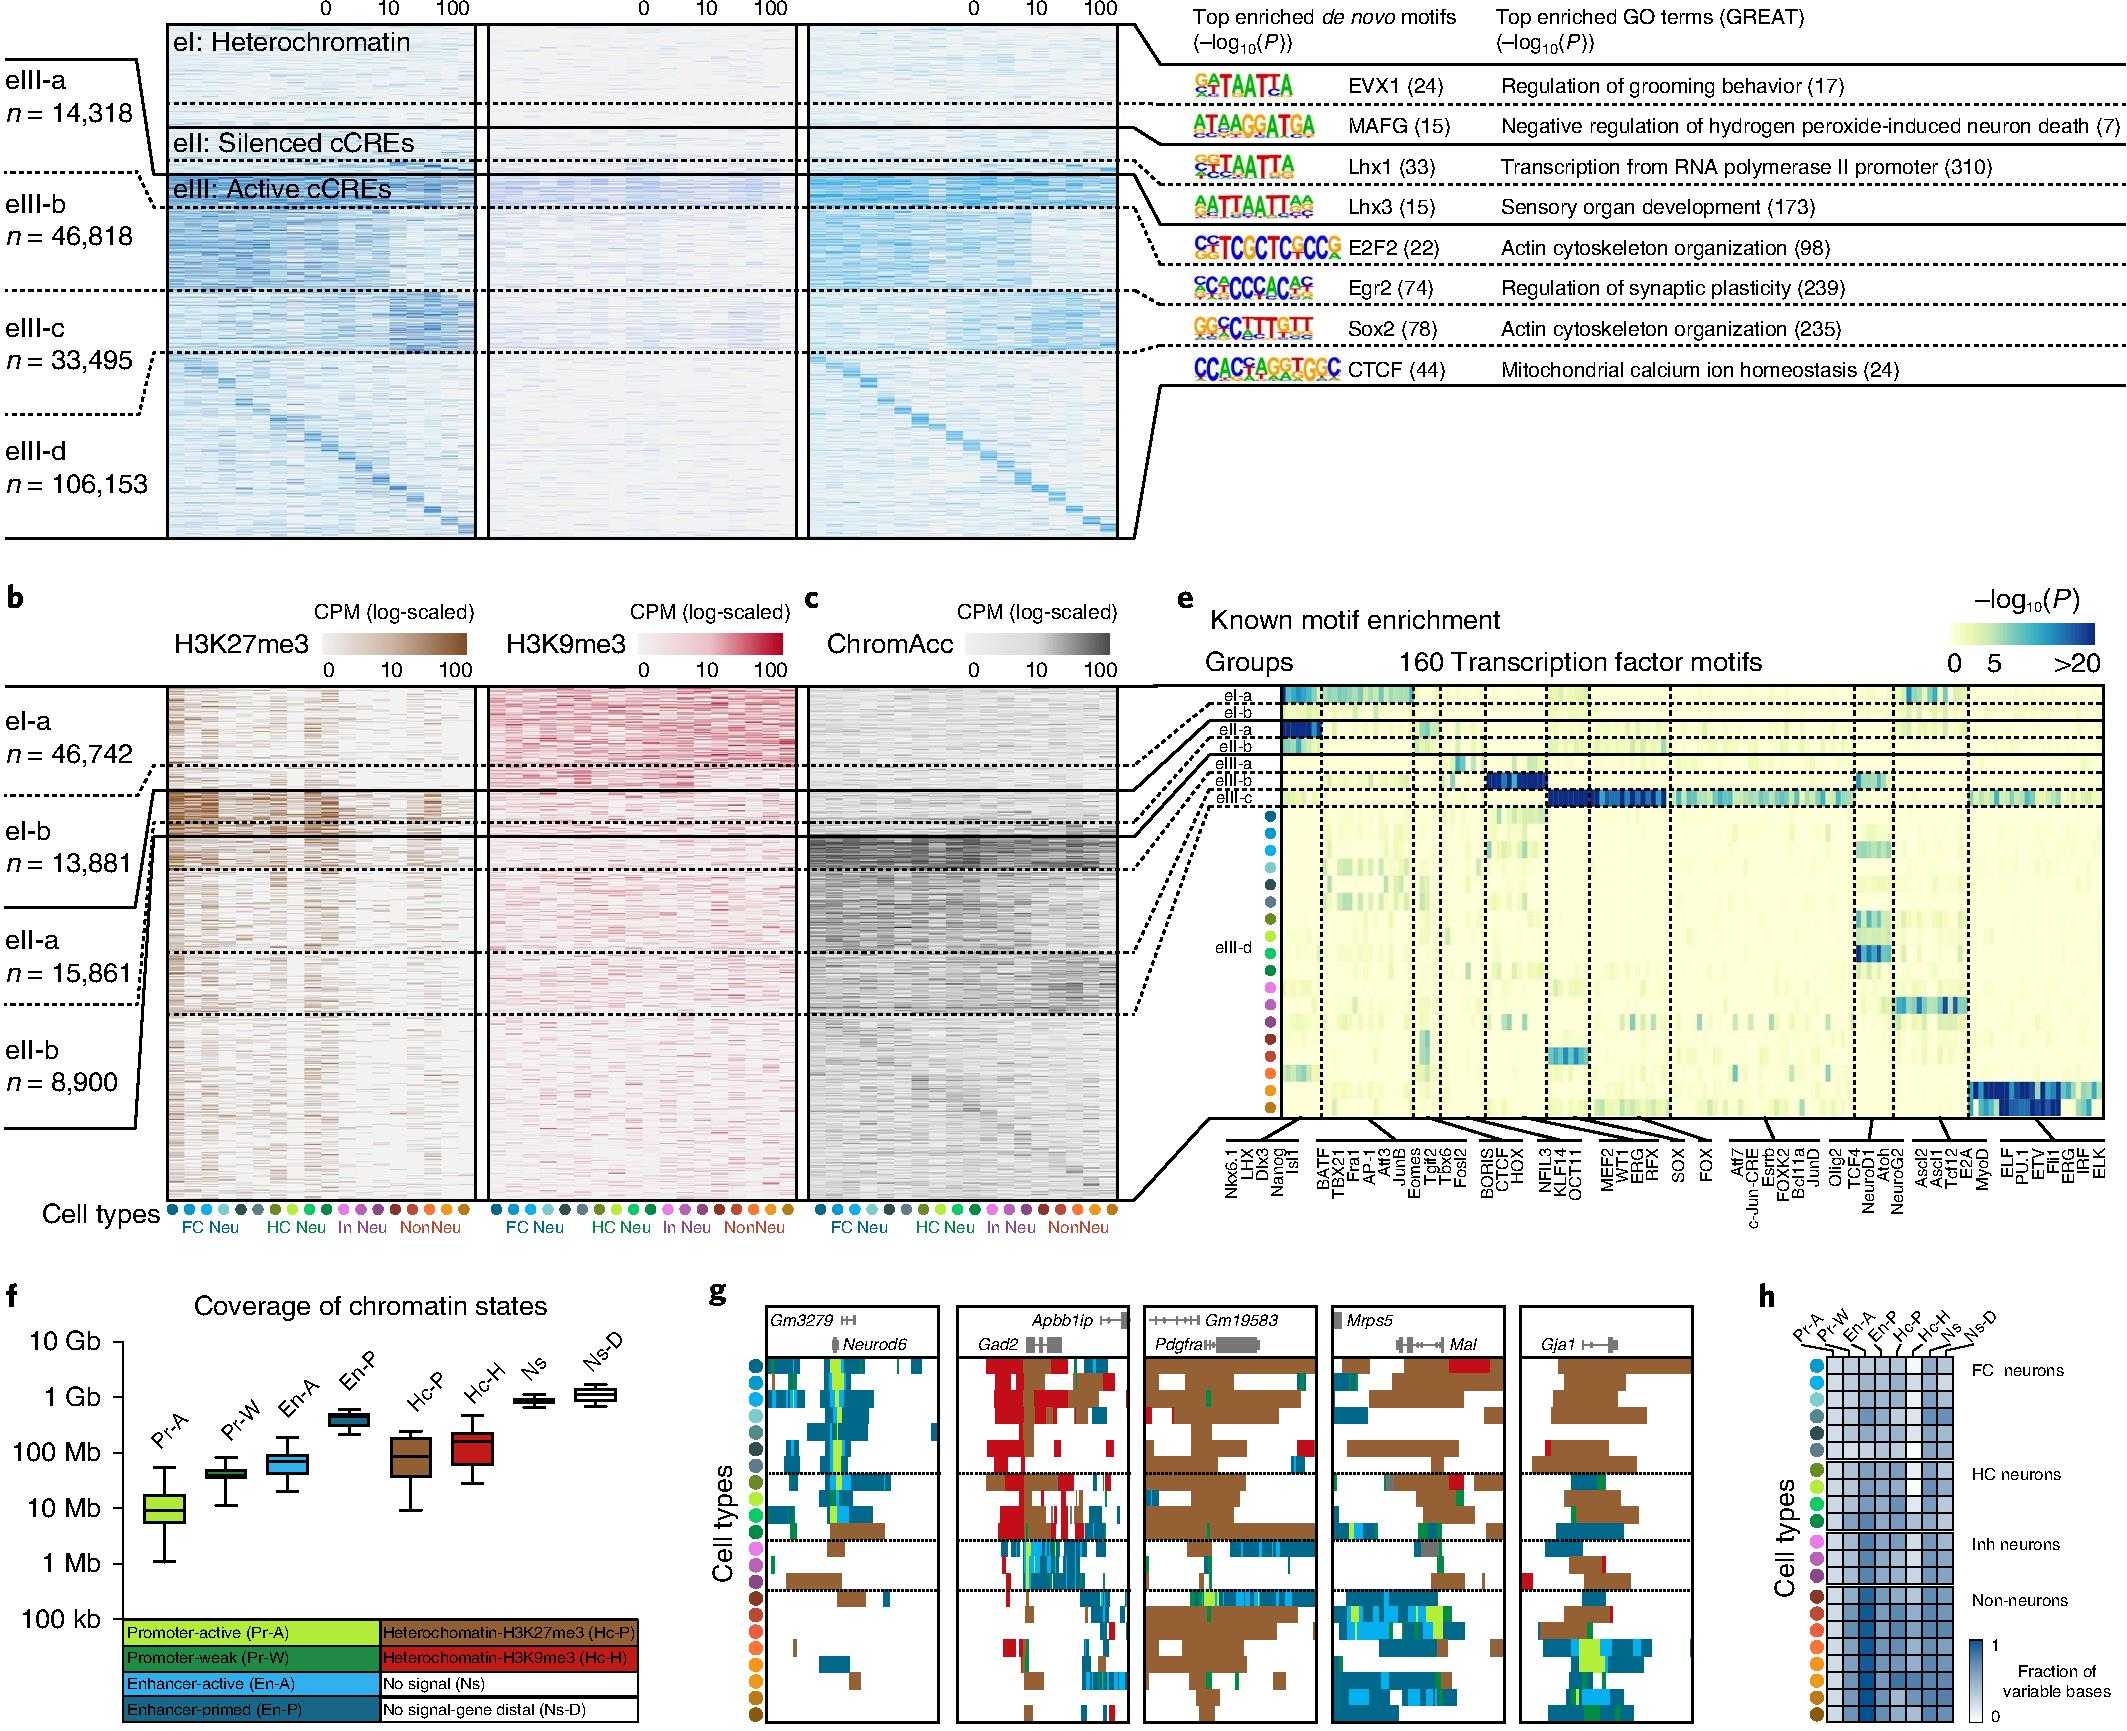 0 10 100 0 10 100 0 10 100
Top enriched de novo motifs
(–log10(P))
Top enriched GO terms (GREAT)
(–log10(P))
eI: Heterochromatin
eII: Silenced cCREs
eIII: Active cCREs
eIII-a
n = 14,318
eIII-b
n = 46,818
eIII-c
n = 33,495
eIII-d
n = 106,153
EVX1 (24) Regulation of grooming behavior (17)
MAFG (15) Negative regulation of hydrogen peroxide-induced neuron death (7)
Lhx1 (33) Transcription from RNA polymerase II promoter (310)
Lhx3 (15) Sensory organ development (173)
E2F2 (22) Actin cytoskeleton organization (98)
Egr2 (74) Regulation of synaptic plasticity (239)
Sox2 (78) Actin cytoskeleton organization (235)
CTCF (44) Mitochondrial calcium ion homeostasis (24)
b
CPM (log-scaled)
H3K27me3
0 10 100
CPM (log-scaled)
H3K9me3
0 10 100
c
CPM (log-scaled)
ChromAcc
0 10 100
eI-a
n = 46,742
eI-b
n = 13,881
eII-a
n = 15,861
eII-b
n = 8,900
Cell types
FC Neu HC Neu In Neu NonNeu
FC Neu HC Neu In Neu NonNeu
FC Neu HC Neu In Neu NonNeu
e
Known motif enrichment
–log10(P)
0 5 >20
Groups
160 Transcription factor motifs
eI-a
eI-b
eII-a
eII-b
eIII-a
eIII-b
eIII-c
eIII-d
Nkx6.1
LHX
Dlx3
Nanog
Isl1
BATF
TBX21
Fra1
AP-1
Atf3
JunB
Eomes
Tgif2
Tbx6
Fosl2
BORIS
CTCF
HOX
NFIL3
KLF14
OCT11
MEF2
WT1
ERG
RFX
SOX
FOX
Atf7
c-Jun-CRE
Esrrb
FOXK2
Bcl11a
JunD
Olig2
TCF4
NeuroD1
Atoh
NeuroG2
Ascl2
Ascl1
Tcf12
E2A
MyoD
ELF
PU.1
ETV
Fli1
ERG
IRF
ELK
f
Coverage of chromatin states
10 Gb
1 Gb
100 Mb
10 Mb
1 Mb
100 kb
Pr-A
Pr-W
En-A
En-P
Hc-P
Hc-H
Ns
Ns-D
Promoter-active (Pr-A)
Heterochomatin-H3K27me3 (Hc-P)
Promoter-weak (Pr-W)
Heterochomatin-H3K9me3 (Hc-H)
Enhancer-active (En-A)
No signal (Ns)
Enhancer-primed (En-P)
No signal-gene distal (Ns-D)
g
Gm3279
Neurod6
Apbb1ip
Gad2
Gm19583
Pdgfra
Mrps5
Mal
Gja1
Cell types
h
Pr-A
Pr-W
En-A
En-P
Hc-P
Hc-H
Ns
Ns-D
FC neurons
HC neurons
Inh neurons
Non-neurons
Cell types
1
Fraction of
variable bases
0